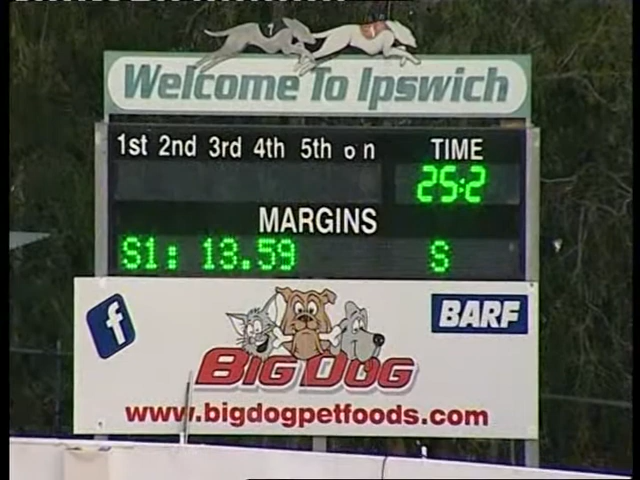 Welcome To Ipswich
1st 2nd 3rd 4th 5th on TIME
25:2
MARGINS
S1: 13.59 S
f BARF
BIG DOG
www.bigdogpetfoods.com